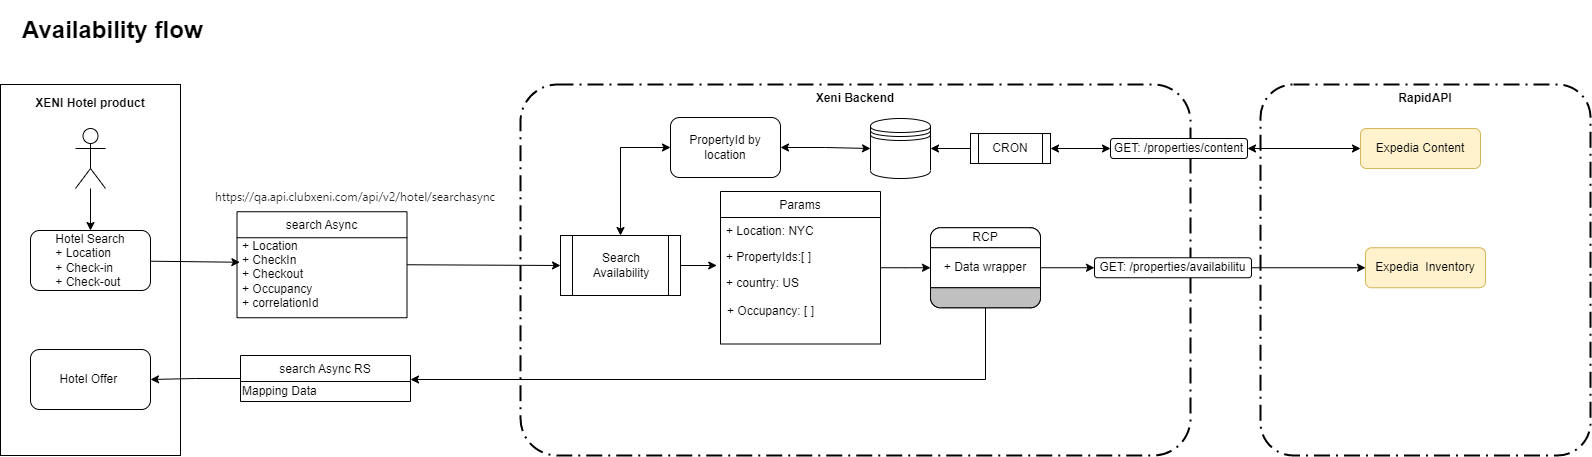 Availability flow
XENI Hotel product
Hotel Search
+ Location
+ Check-in
+ Check-out
Hotel Offer
https://qa.api.clubxeni.com/api/v2/hotel/searchasync
search Async
+ Location
+ CheckIn
+ Checkout
+ Occupancy
+ correlationId
search Async RS
Mapping Data
Xeni Backend
PropertyId by
location
CRON
GET: /properties/content
Search
Availability
Params
+ Location: NYC
+ PropertyIds:[ ]
+ country: US
+ Occupancy: [ ]
RCP
+ Data wrapper
GET: /properties/availabilitu
RapidAPI
Expedia Content
Expedia Inventory